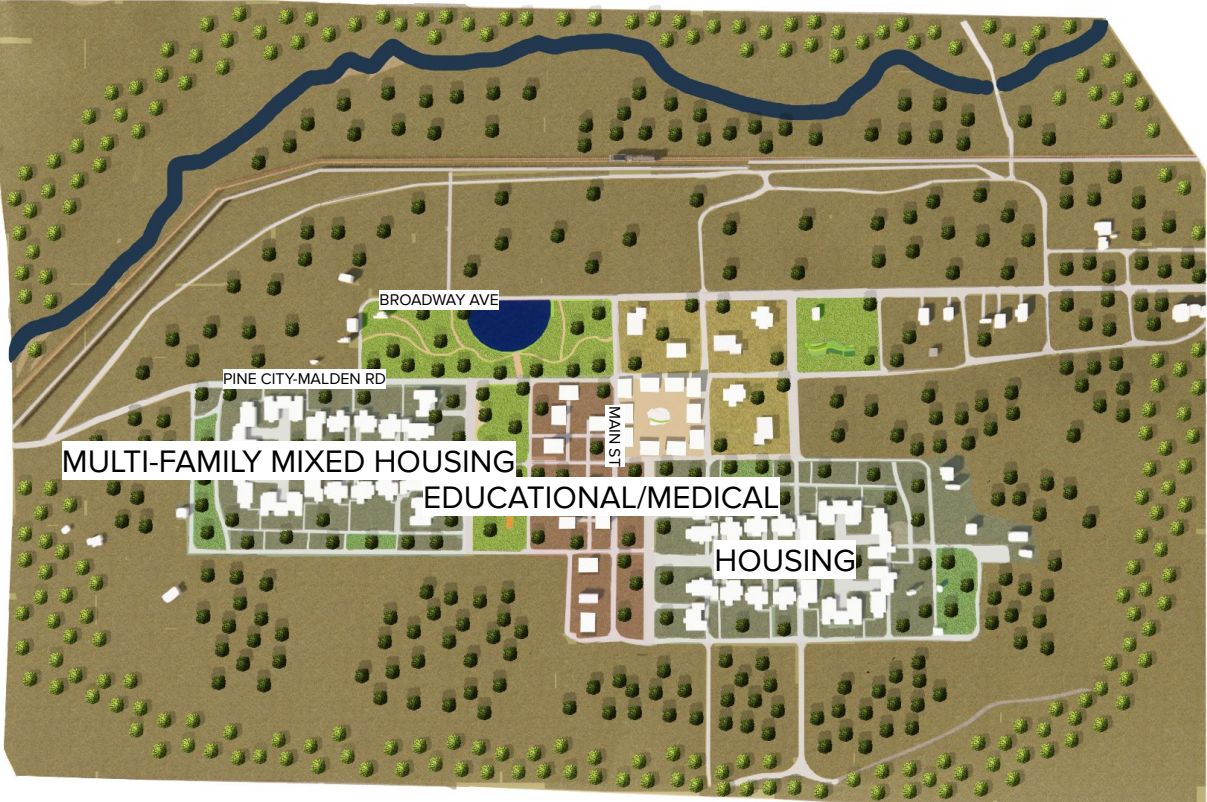 BROADWAY AVE
PINE CITY-MALDEN RD
MAIN ST
MULTI-FAMILY MIXED HOUSING
EDUCATIONAL/MEDICAL
HOUSING